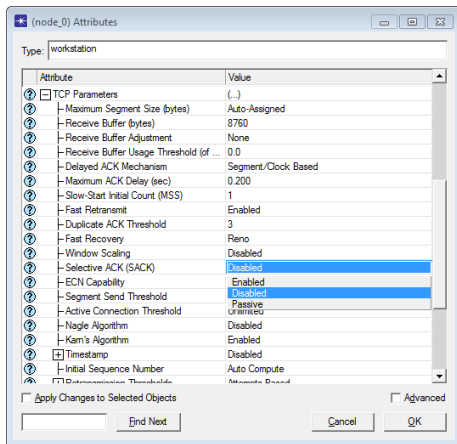 (node_0) Attributes
Type: workstation
Attribute Value
TCP Parameters (...)
Maximum Segment Size (bytes) Auto-Assigned
Receive Buffer (bytes) 8760
Receive Buffer Adjustment None
Receive Buffer Usage Threshold (of ... 0.0
Delayed ACK Mechanism Segment/Clock Based
Maximum ACK Delay (sec) 0.200
Slow-Start Initial Count (MSS) 1
Fast Retransmit Enabled
Duplicate ACK Threshold 3
Fast Recovery Reno
Window Scaling Disabled
Selective ACK (SACK) Disabled
ECN Capability Enabled
Segment Send Threshold Disabled
Passive
Active Connection Threshold Unlimited
Nagle Algorithm Disabled
Karn's Algorithm Enabled
Timestamp Disabled
Initial Sequence Number Auto Compute
Retransmission Thresholds Attempts Based
Apply Changes to Selected Objects Advanced
Find Next Cancel OK